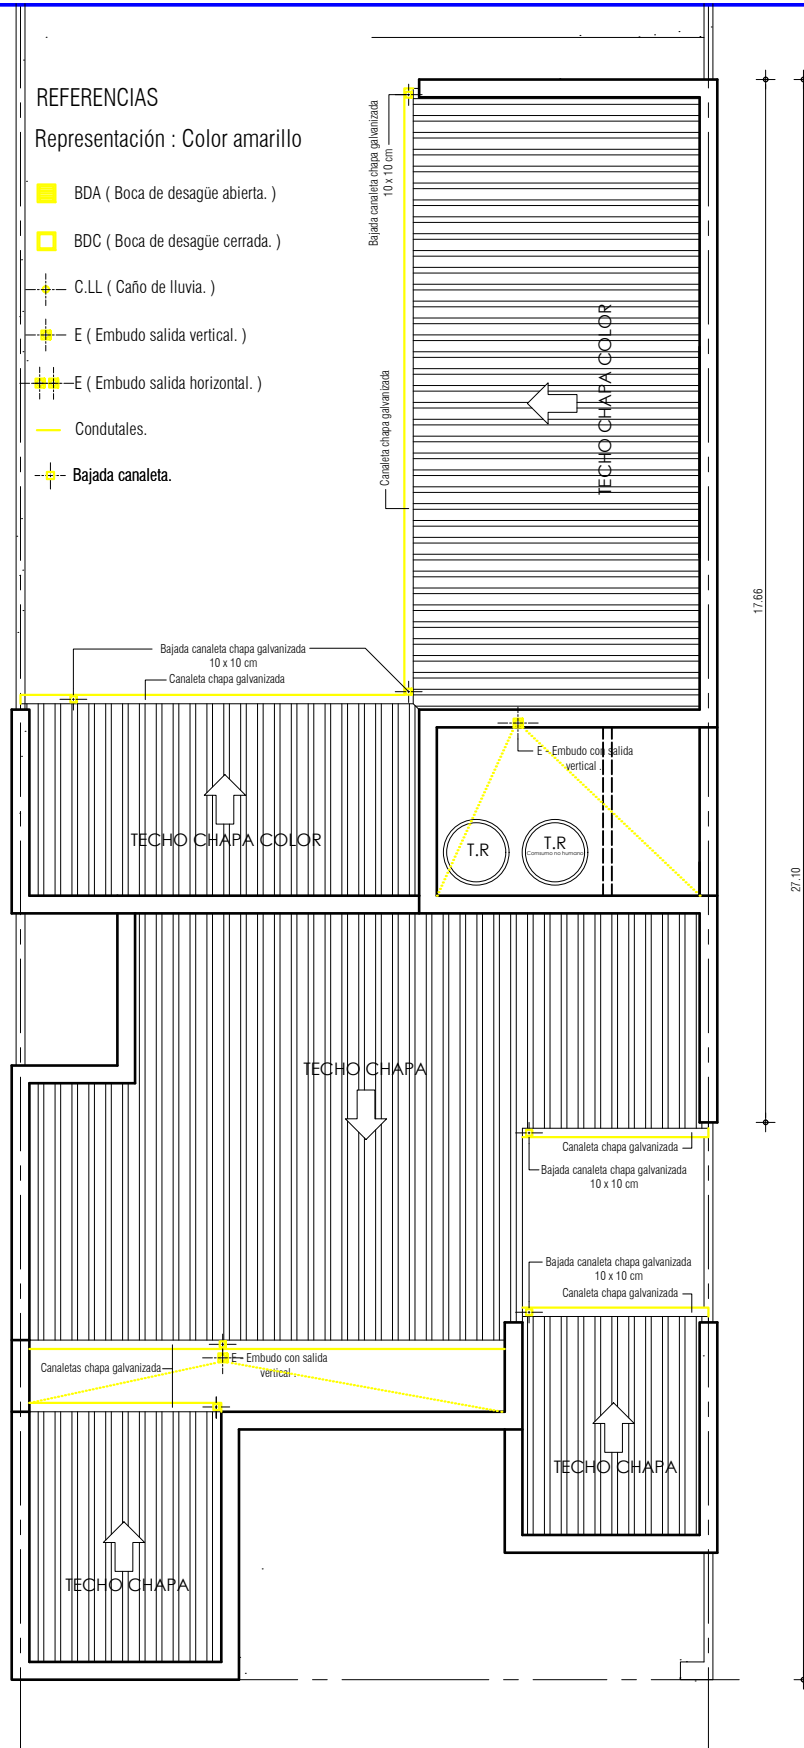 REFERENCIAS
Representación : Color amarillo
BDA ( Boca de desagüe abierta. )
BDC ( Boca de desagüe cerrada. )
C.LL ( Caño de lluvia. )
E ( Embudo salida vertical. )
E ( Embudo salida horizontal. )
Condutales.
Bajada canaleta.
Bajada canaleta chapa galvanizada
10 x 10 cm
Canaleta chapa galvanizada
TECHO CHAPA COLOR
17.66
27.10
Bajada canaleta chapa galvanizada
10 x 10 cm
Canaleta chapa galvanizada
E - Embudo con salida
vertical .
TECHO CHAPA COLOR
T.R
T.R
Consumo no humano
TECHO CHAPA
Canaleta chapa galvanizada
Bajada canaleta chapa galvanizada
10 x 10 cm
Bajada canaleta chapa galvanizada
10 x 10 cm
Canaleta chapa galvanizada
E - Embudo con salida
vertical .
Canaletas chapa galvanizada
TECHO CHAPA
TECHO CHAPA